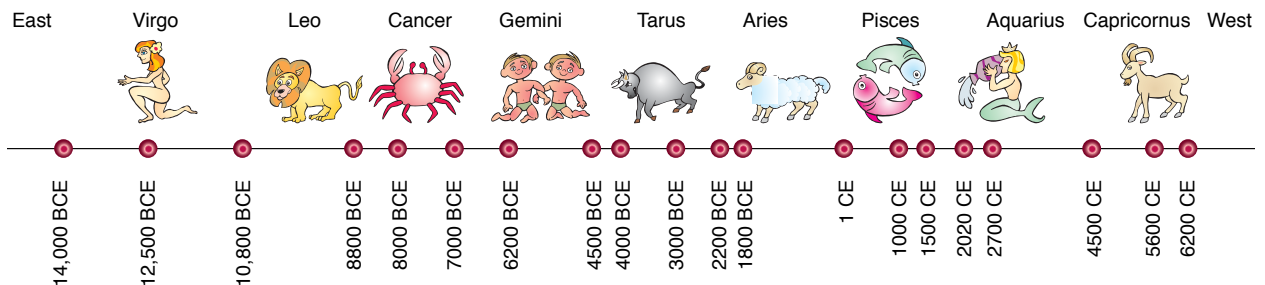 East Virgo Leo Cancer Gemini Tarus Aries Pisces Aquarius Capricornus West
14,000 BCE
12,500 BCE
10,800 BCE
8800 BCE
8000 BCE
7000 BCE
6200 BCE
4500 BCE
4000 BCE
3000 BCE
2200 BCE
1800 BCE
1 CE
1000 CE
1500 CE
2020 CE
2700 CE
4500 CE
5600 CE
6200 CE